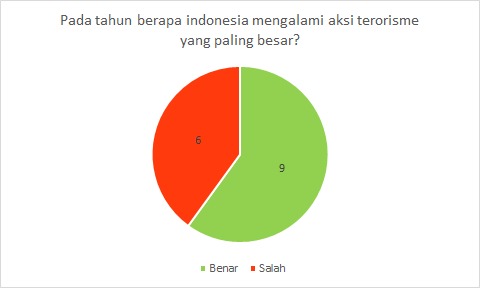 Pada tahun berapa indonesia mengalami aksi terorisme
yang paling besar?
6
9
Benar Salah